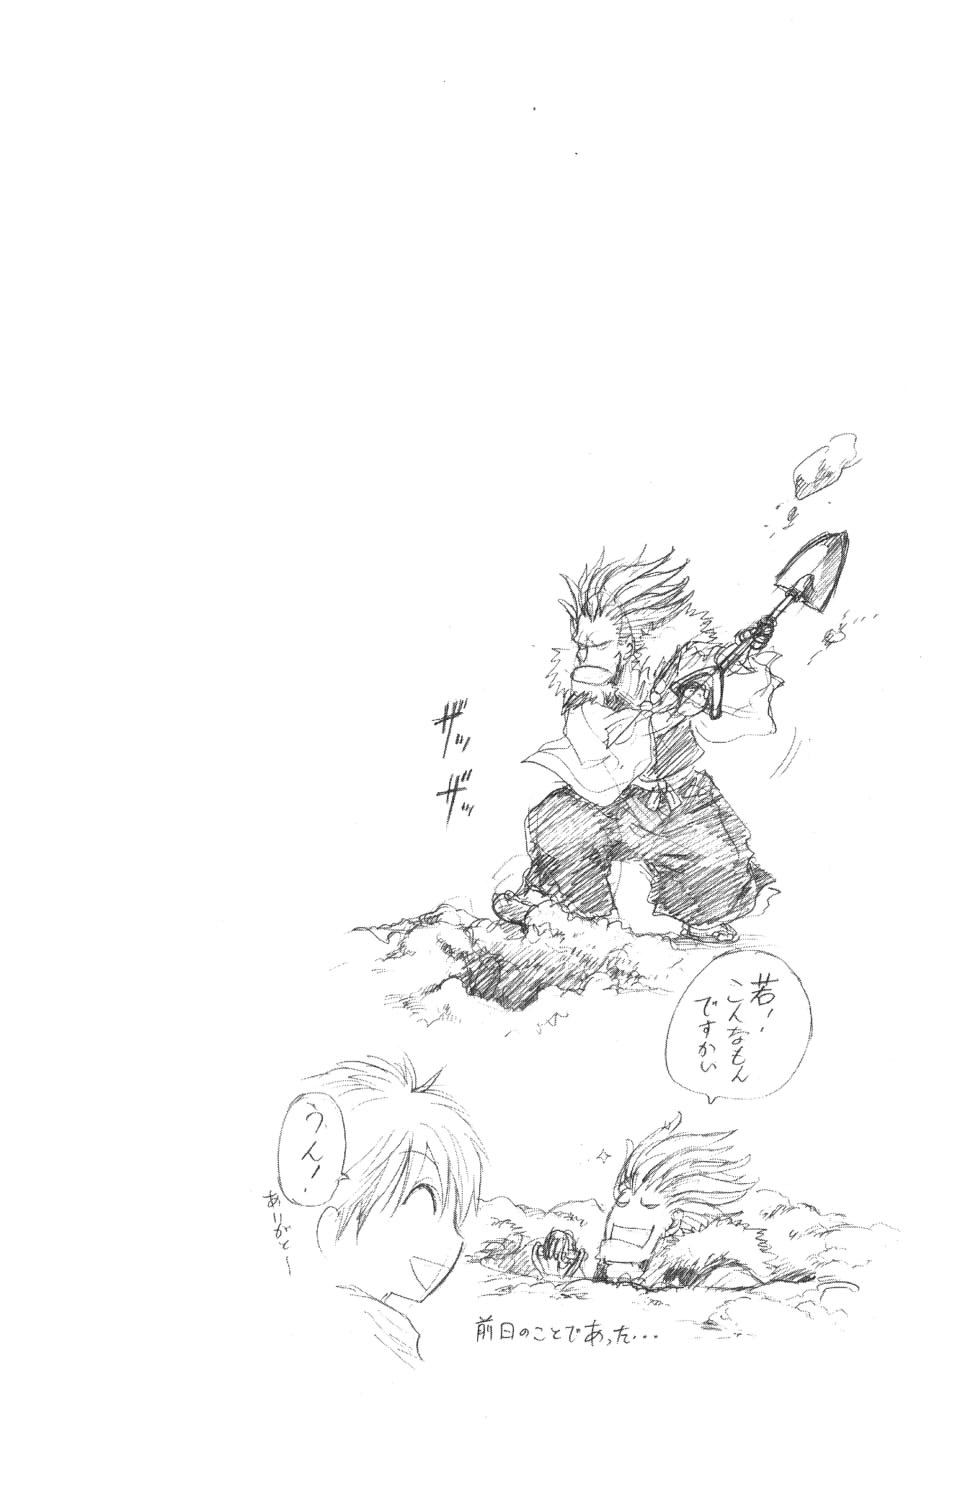 ザッ
ザッ
若!
こんなもん
ですかい
うん!
ありがとー
前日のことであった・・・